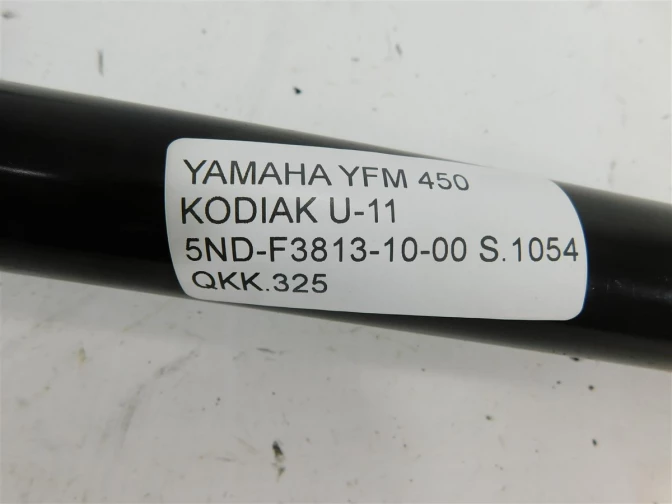 YAMAHA YFM 450
KODIAK U-11
5ND-F3813-10-00 S.1054
QKK.325